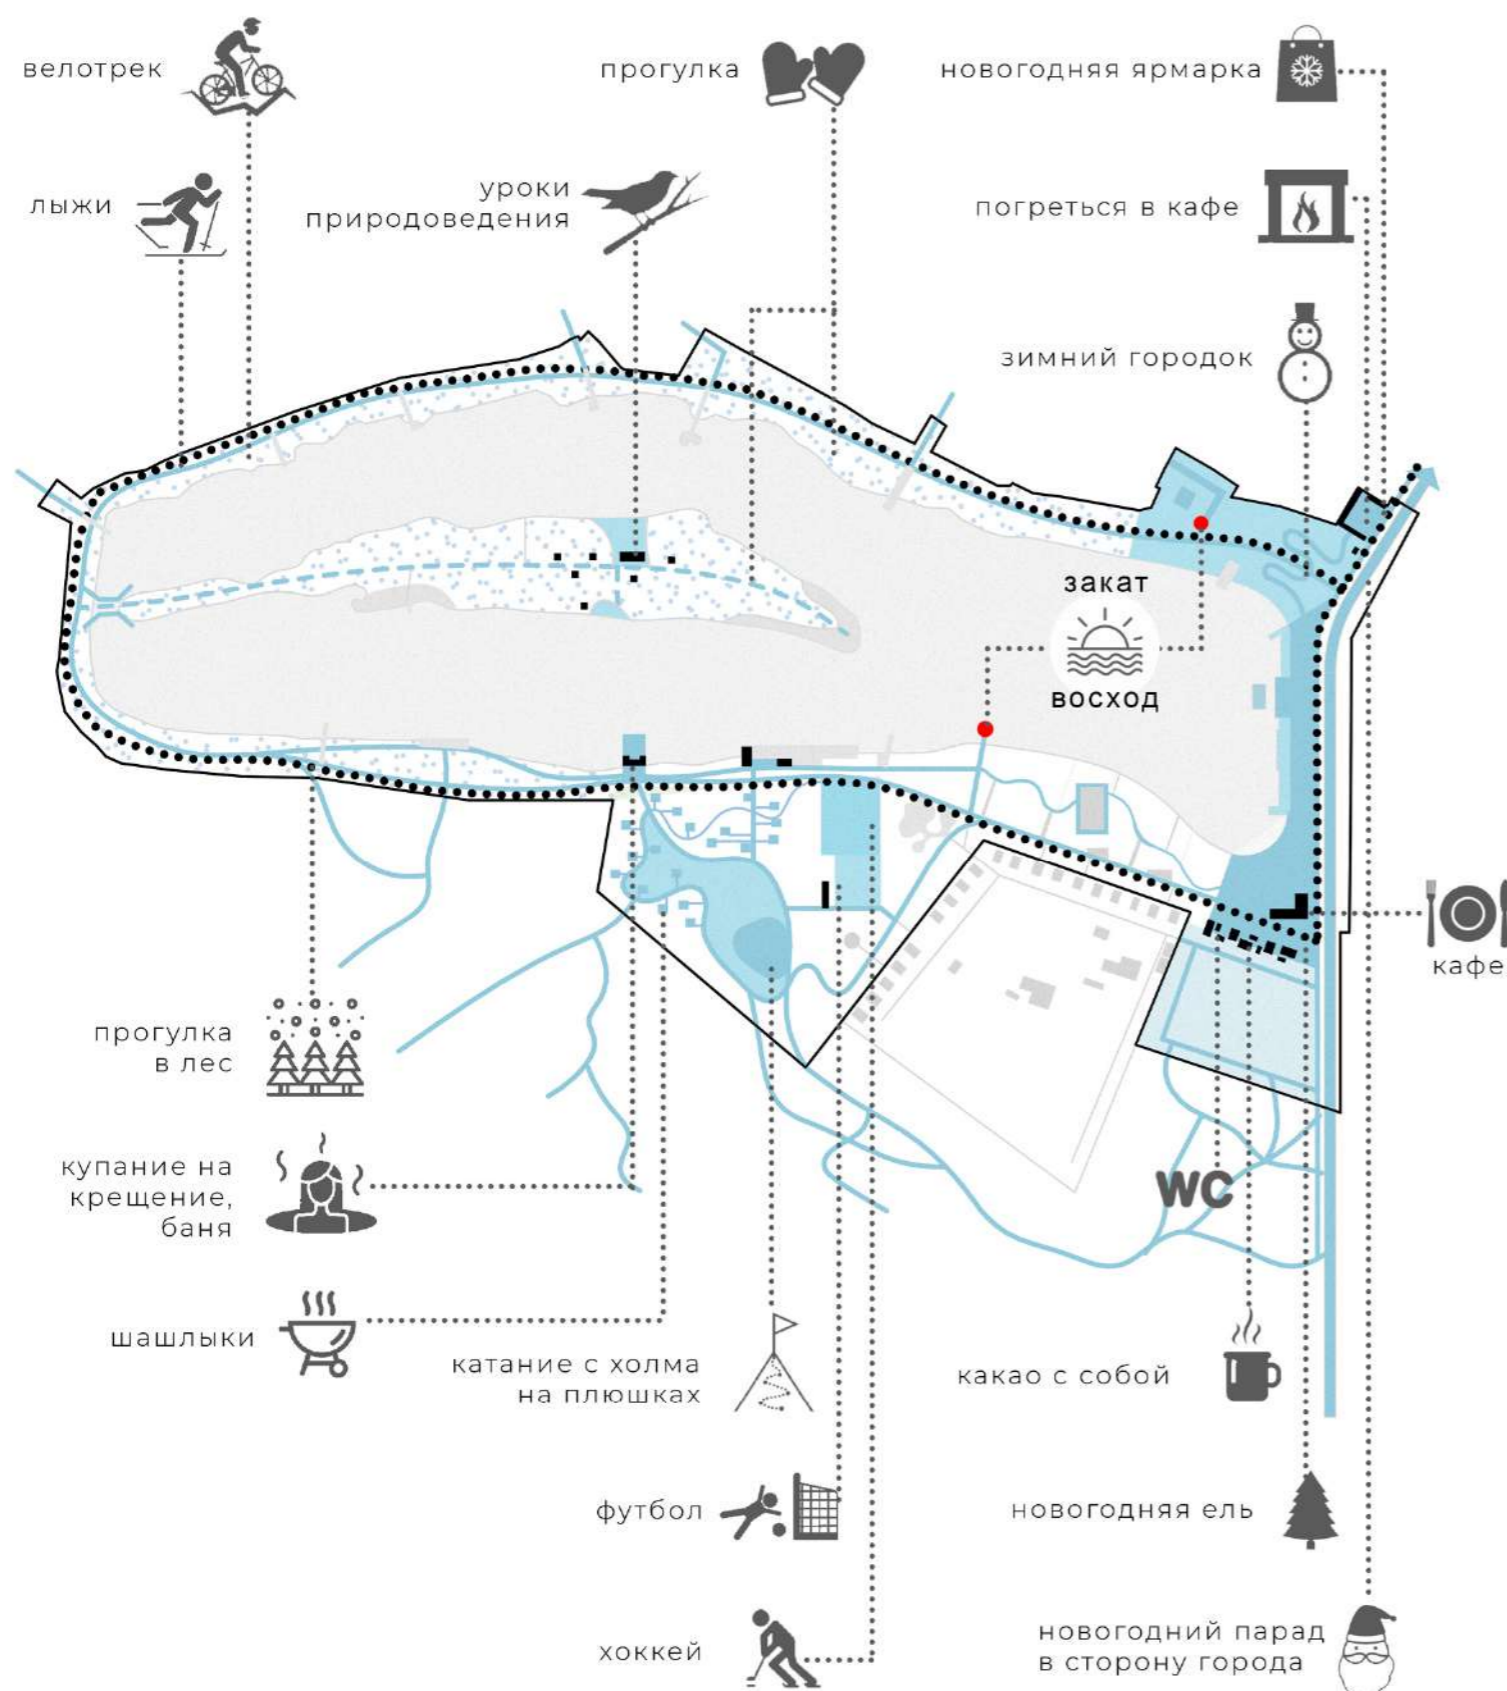 велотрек
прогулка
новогодняя ярмарка
лыжи
уроки
природоведения
погреться в кафе
зимний городок
закат
восход
кафе
прогулка
в лес
купание на
крещение,
баня
WC
шашлыки
катание с холма
на плюшках
какао с собой
футбол
новогодняя ель
хоккей
новогодний парад
в сторону города